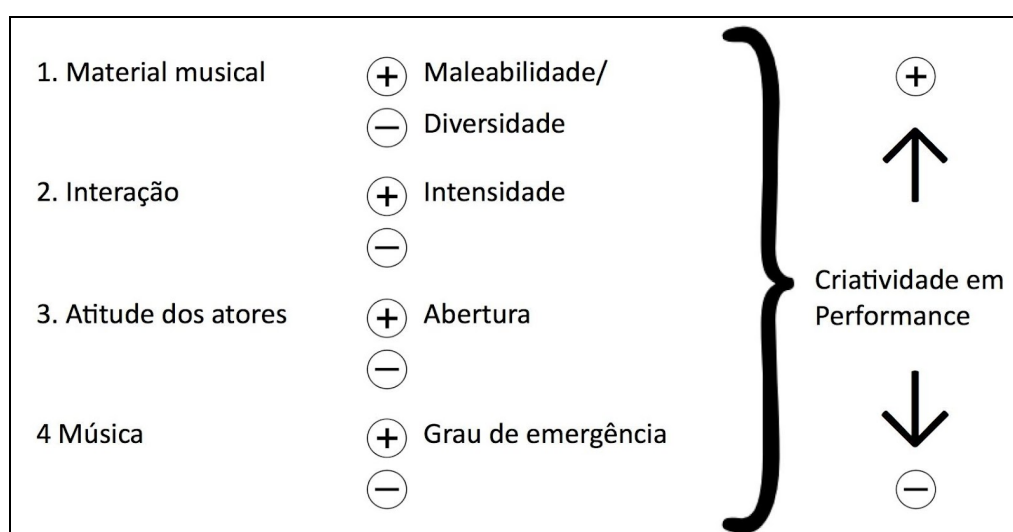 1. Material musical
⊕ Maleabilidade/
⊖ Diversidade
2. Interação
⊕ Intensidade
⊖
3. Atitude dos atores
⊕ Abertura
⊖
4 Música
⊕ Grau de emergência
⊖
⊕
Criatividade em
Performance
⊖